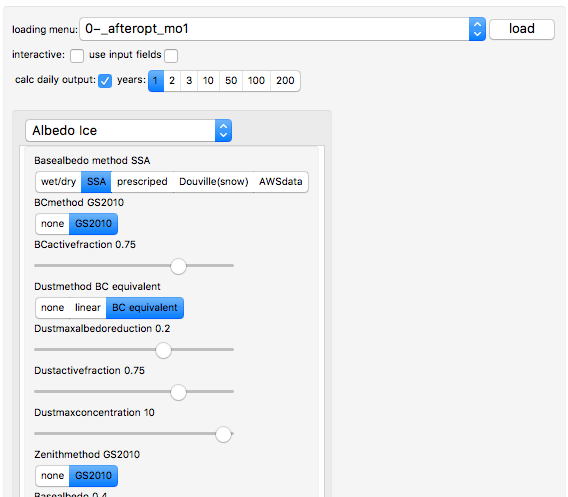 loading menu: 0-_afteropt_mo1 load
interactive: use input fields
calc daily output: years: 1 2 3 10 50 100 200
Albedo Ice
Basealbedo method SSA
wet/dry SSA prescriped Douville(snow) AWSdata
BCmethod GS2010
none GS2010
BCactivefraction 0.75
Dustmethod BC equivalent
none linear BC equivalent
Dustmaxalbedoreduction 0.2
Dustactivefraction 0.75
Dustmaxconcentration 10
Zenithmethod GS2010
none GS2010
Basealbedo 0.4